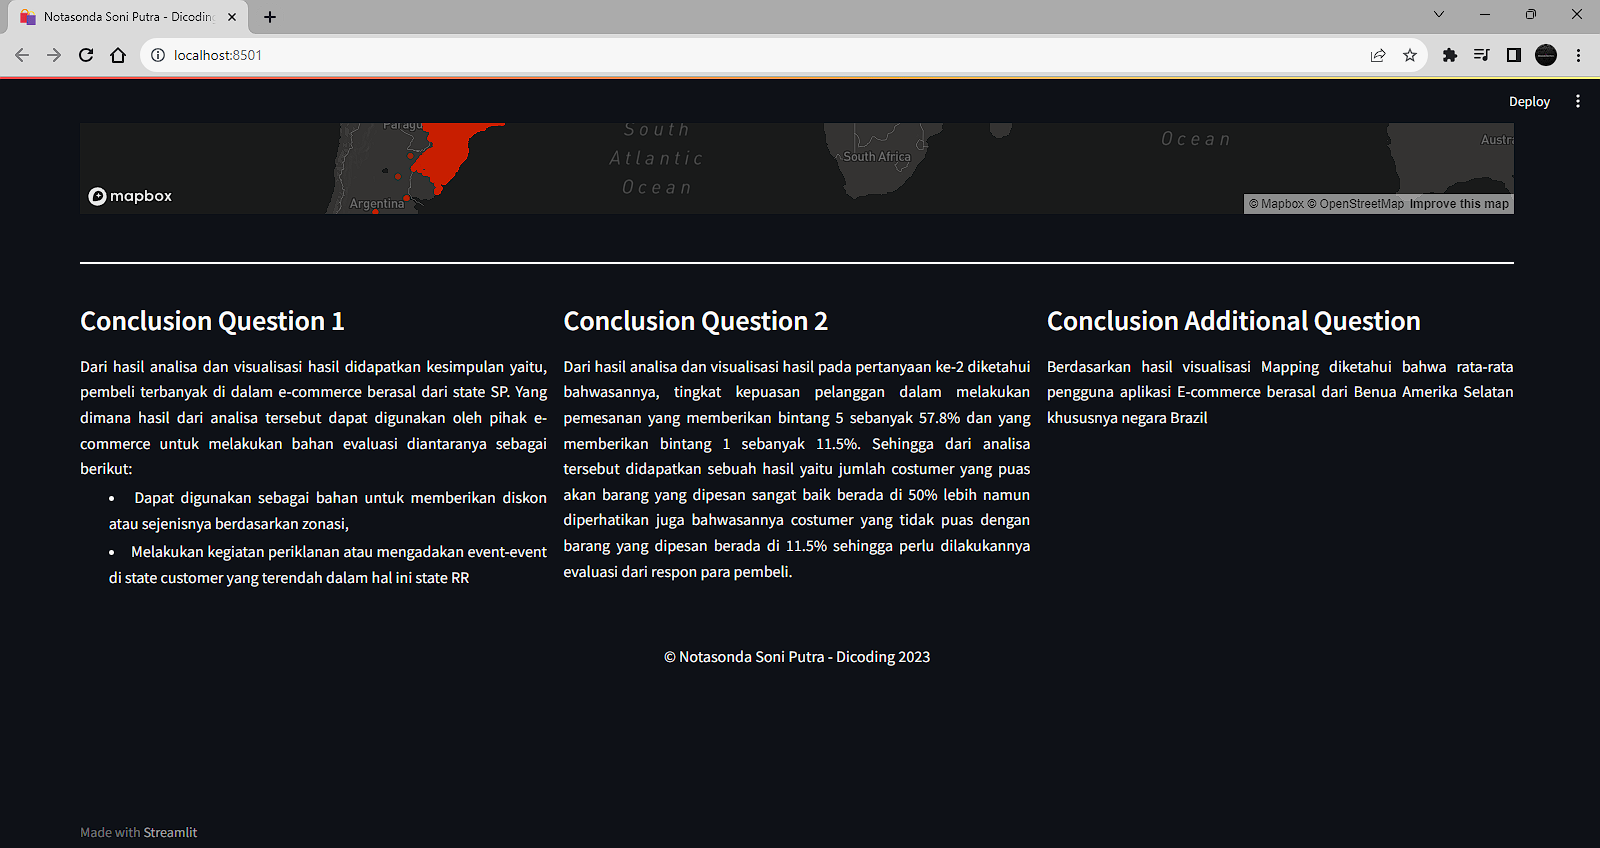 Notasonda Soni Putra - Dicoding
localhost:8501
Deploy
Paragu
South
Atlantic
Ocean
South Africa
Ocean
Austra
Argentina
mapbox
© Mapbox © OpenStreetMap Improve this map
Conclusion Question 1
Dari hasil analisa dan visualisasi hasil didapatkan kesimpulan yaitu,
pembeli terbanyak di dalam e-commerce berasal dari state SP. Yang
dimana hasil dari analisa tersebut dapat digunakan oleh pihak e-
commerce untuk melakukan bahan evaluasi diantaranya sebagai
berikut:
• Dapat digunakan sebagai bahan untuk memberikan diskon
atau sejenisnya berdasarkan zonasi,
• Melakukan kegiatan periklanan atau mengadakan event-event
di state customer yang terendah dalam hal ini state RR
Conclusion Question 2
Dari hasil analisa dan visualisasi hasil pada pertanyaan ke-2 diketahui
bahwasannya, tingkat kepuasan pelanggan dalam melakukan
pemesanan yang memberikan bintang 5 sebanyak 57.8% dan yang
memberikan bintang 1 sebanyak 11.5%. Sehingga dari analisa
tersebut didapatkan sebuah hasil yaitu jumlah costumer yang puas
akan barang yang dipesan sangat baik berada di 50% lebih namun
diperhatikan juga bahwasannya costumer yang tidak puas dengan
barang yang dipesan berada di 11.5% sehingga perlu dilakukannya
evaluasi dari respon para pembeli.
Conclusion Additional Question
Berdasarkan hasil visualisasi Mapping diketahui bahwa rata-rata
pengguna aplikasi E-commerce berasal dari Benua Amerika Selatan
khususnya negara Brazil
© Notasonda Soni Putra - Dicoding 2023
Made with Streamlit